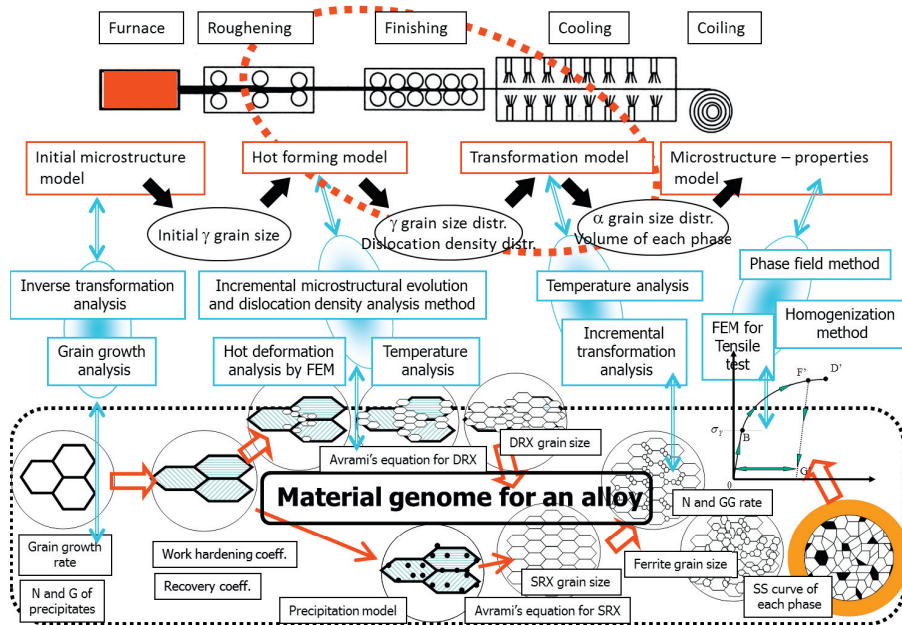 Furnace
Roughening
Finishing
Cooling
Coiling
Initial microstructure
model
Hot forming model
Transformation model
Microstructure – properties
model
Initial γ grain size
γ grain size distr.
Dislocation density distr.
α grain size distr.
Volume of each phase
Inverse transformation
analysis
Incremental microstructural evolution
and dislocation density analysis method
Temperature analysis
Phase field method
Grain growth
analysis
Hot deformation
analysis by FEM
Temperature
analysis
Incremental
transformation
analysis
FEM for
Tensile
test
Homogenization
method
F'
D'
σY
B
G
0
DRX grain size
Avrami's equation for DRX
Material genome for an alloy
N and GG rate
Grain growth
rate
N and G of
precipitates
Work hardening coeff.
Recovery coeff.
Precipitation model
SRX grain size
Avrami's equation for SRX
Ferrite grain size
SS curve of
each phase